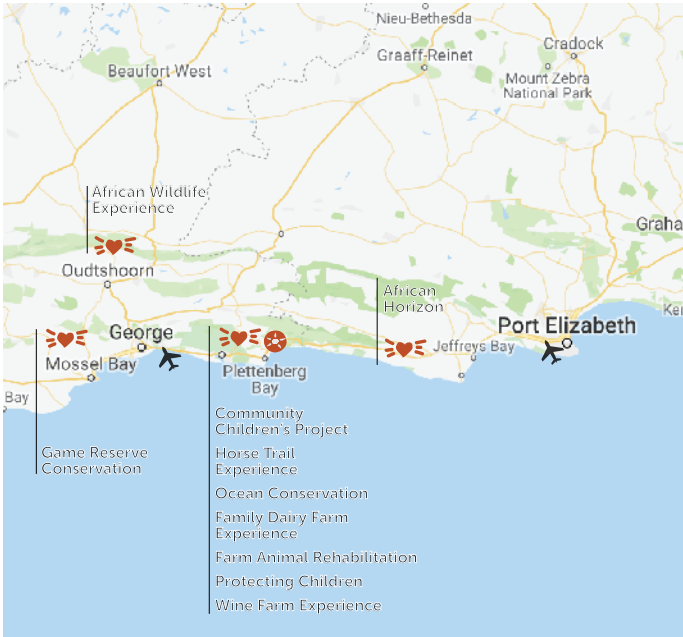 Nieu-Bethesda
Cradock
Graaff-Reinet
Beaufort West
Mount Zebra
National Park
African Wildlife
Experience
Graha
Oudtshoorn
African
Horizon
Ker
Port Elizabeth
George
Jeffreys Bay
Mossel Bay
Plettenberg
Bay
Bay
Community
Children's Project
Game Reserve
Conservation
Horse Trail
Experience
Ocean Conservation
Family Dairy Farm
Experience
Farm Animal Rehabilitation
Protecting Children
Wine Farm Experience